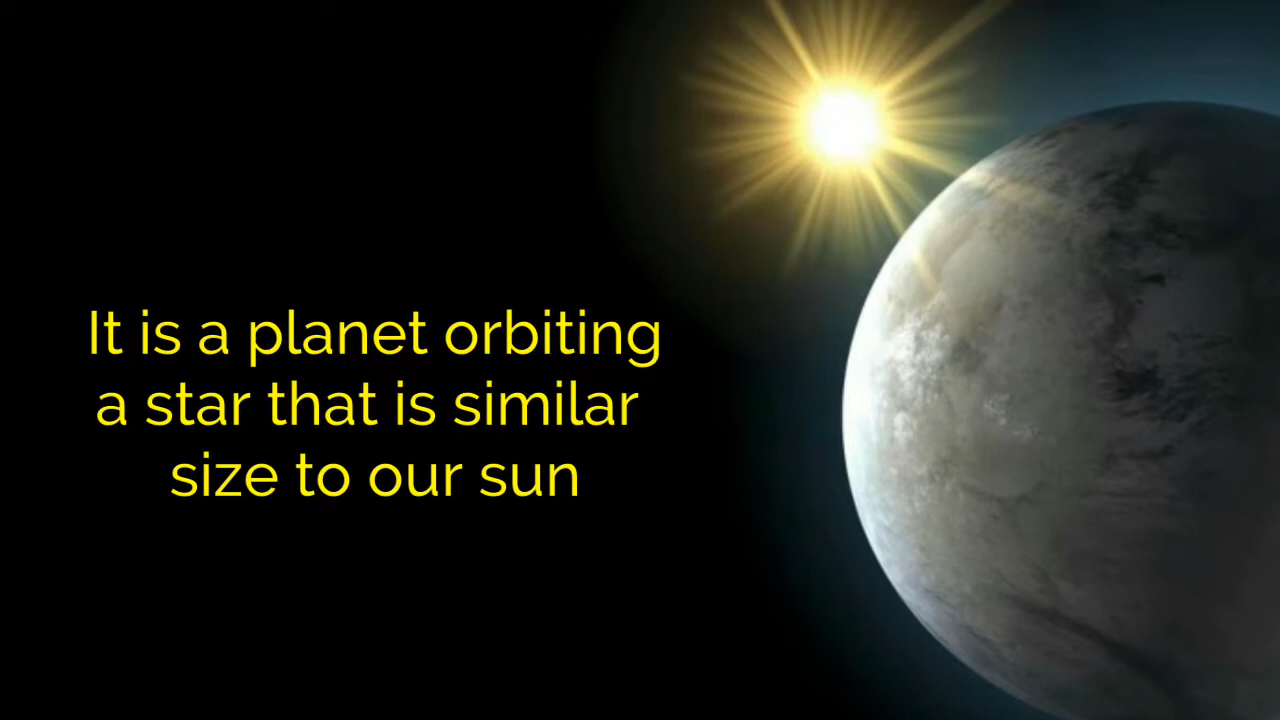 It is a planet orbiting
a star that is similar
size to our sun